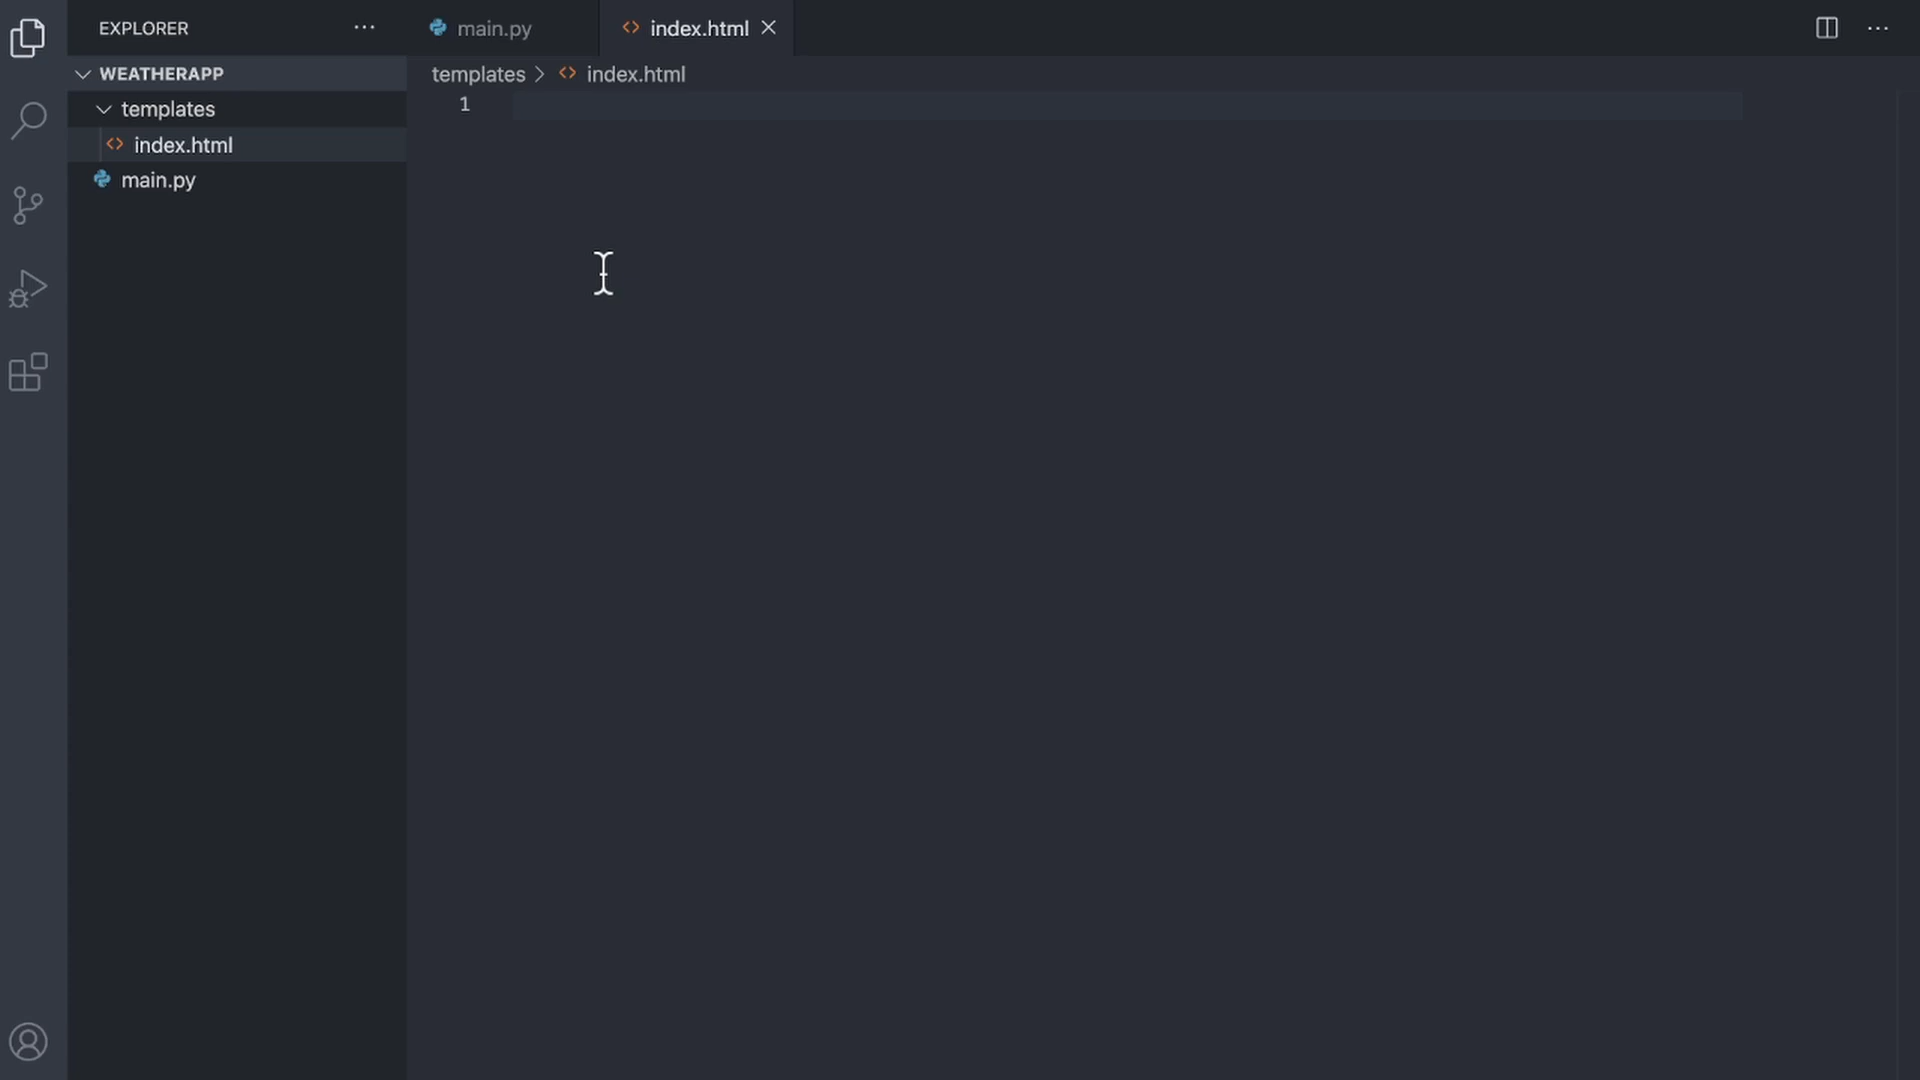 EXPLORER
main.py
index.html
WEATHERAPP
templates > index.html
templates
1
index.html
main.py